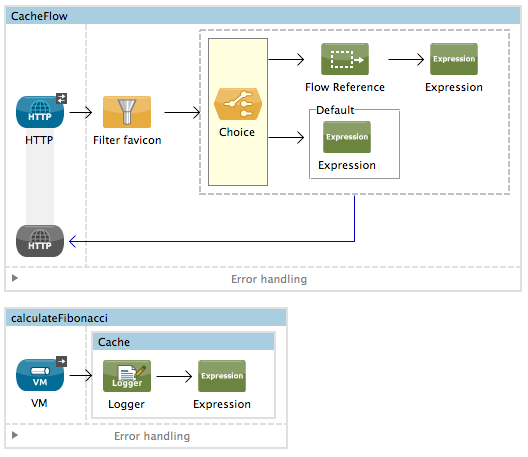 CacheFlow
HTTP
HTTP
Filter favicon
Choice
Flow Reference
Expression
Expression
Default
Expression
Expression
HTTP
Error handling
calculateFibonacci
Cache
VM
VM
Logger
Logger
Expression
Expression
Error handling